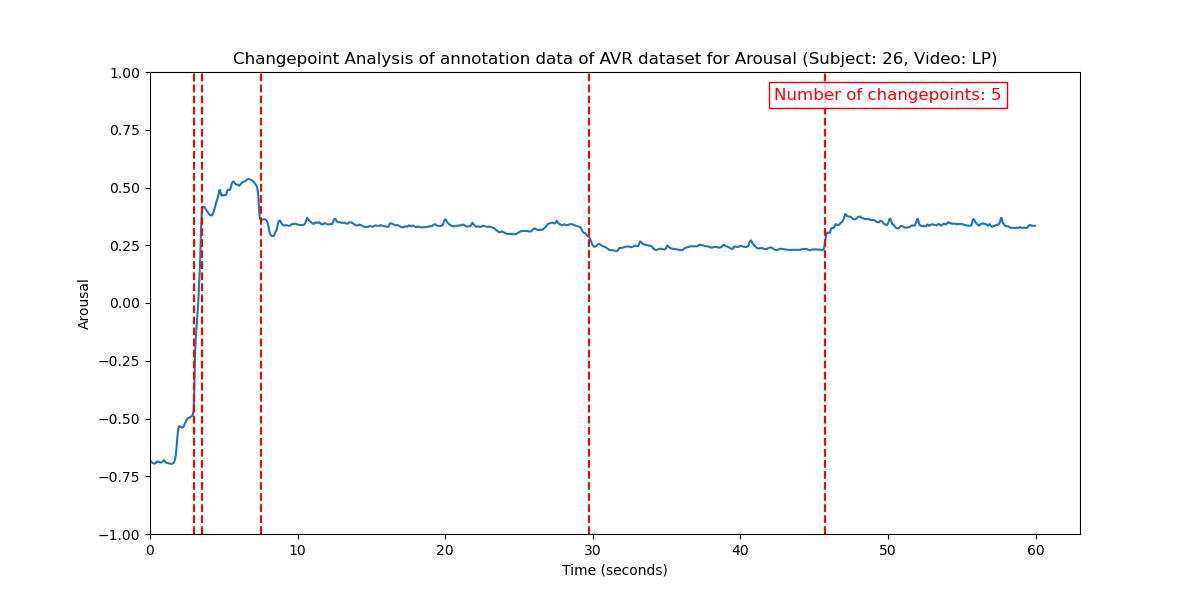 Changepoint Analysis of annotation data of AVR dataset for Arousal (Subject: 26, Video: LP)
Number of changepoints: 5
1.00
0.75
0.50
0.25
0.00
−0.25
−0.50
−0.75
−1.00
Arousal
0 10 20 30 40 50 60
Time (seconds)